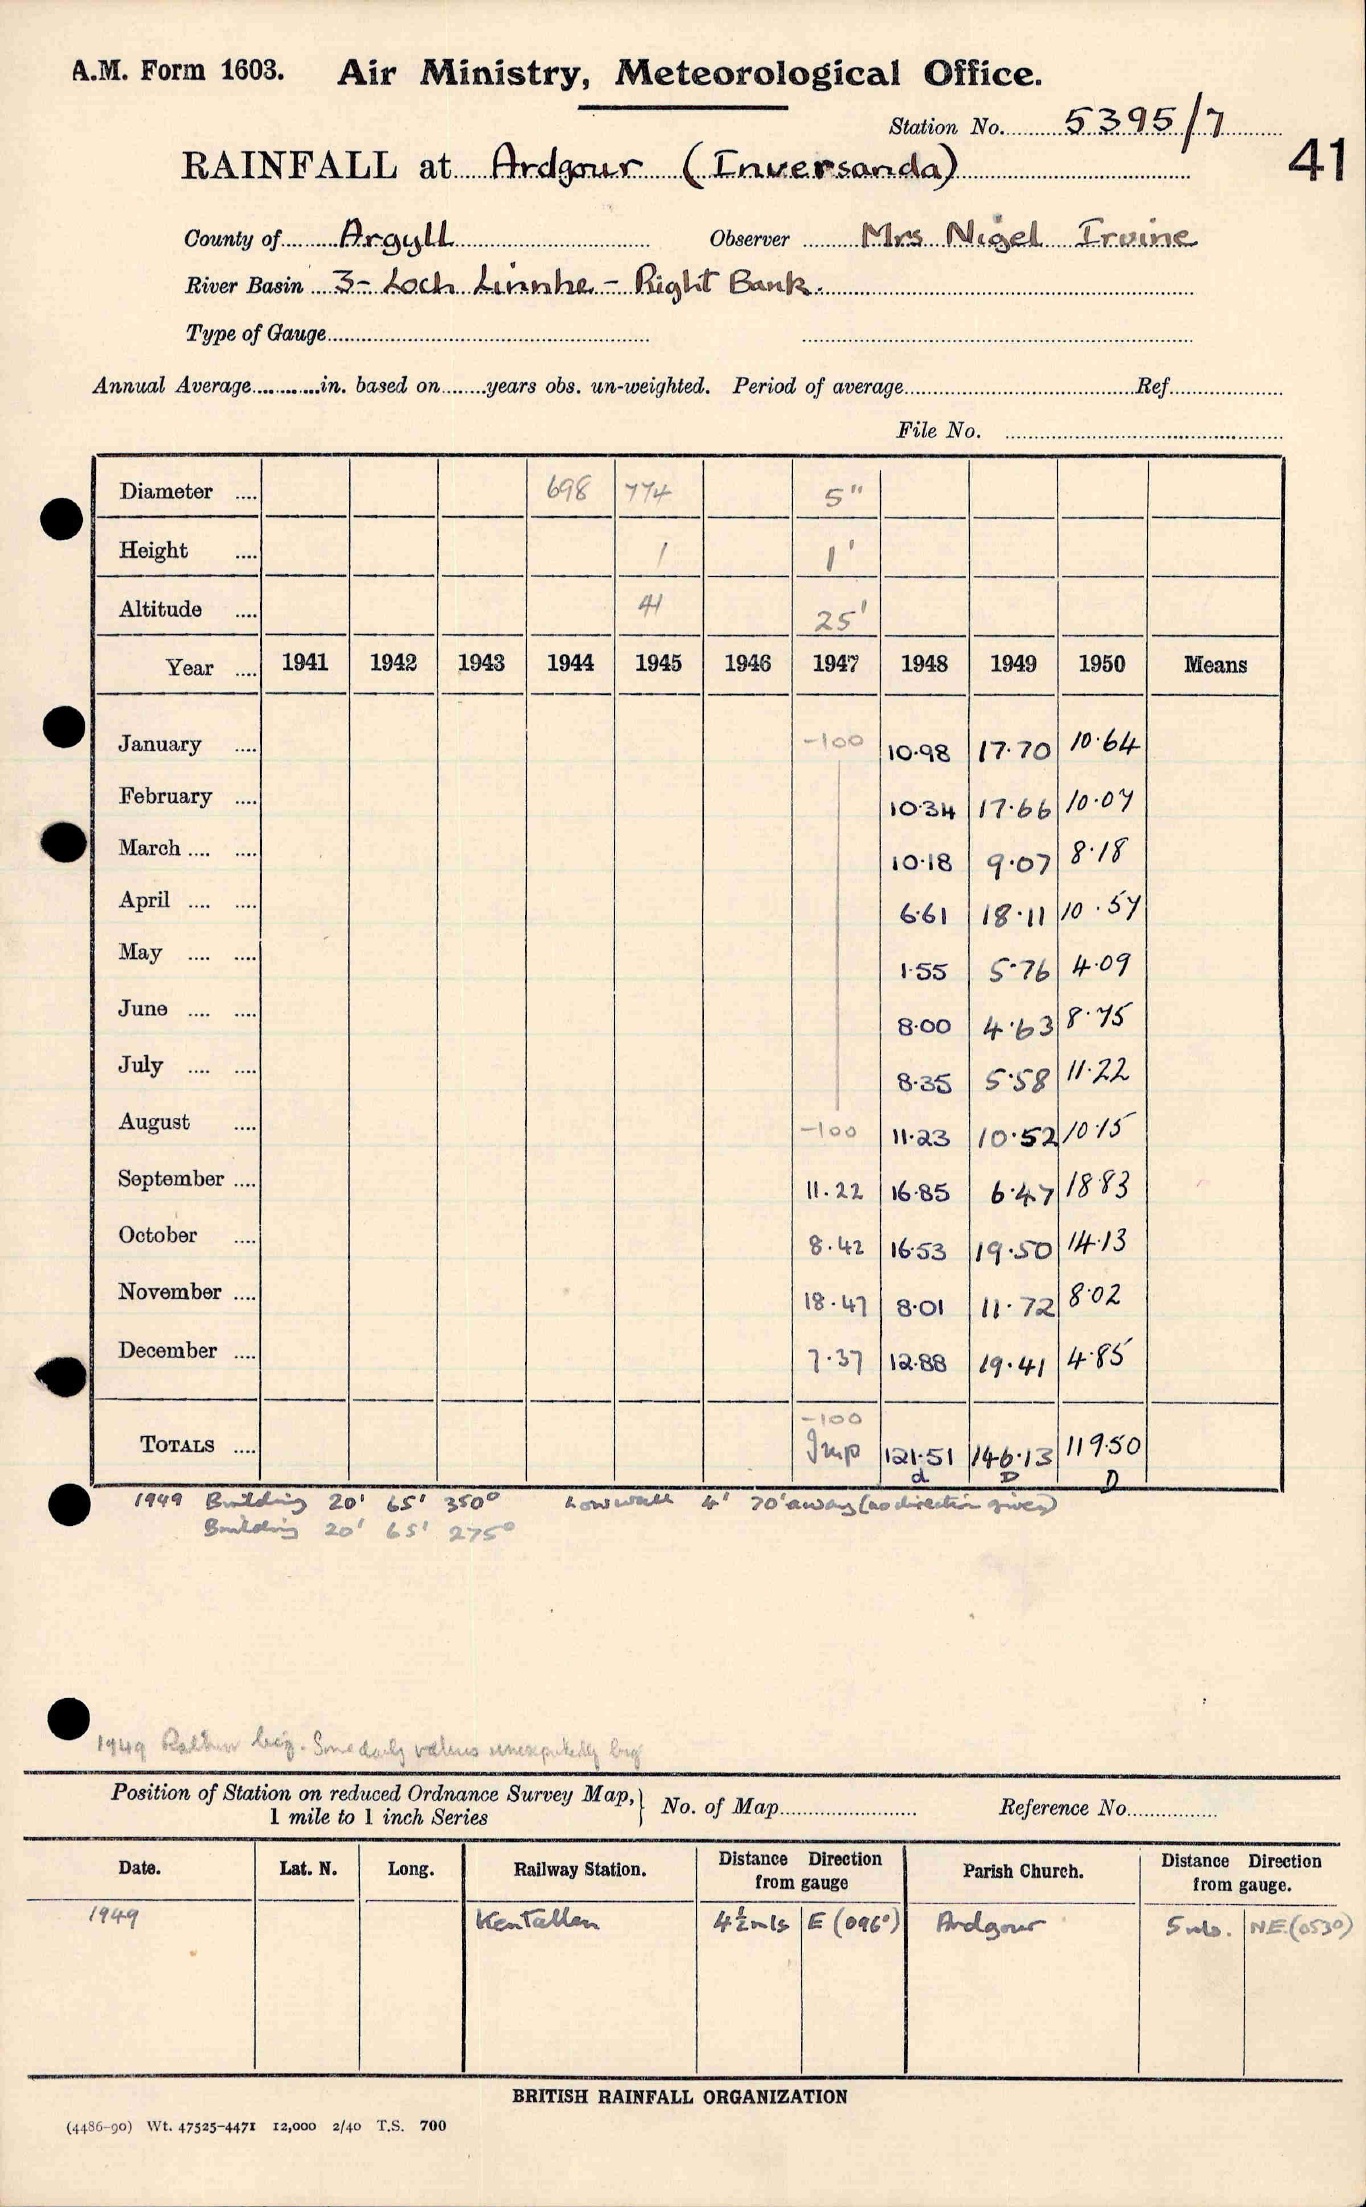 A.M. Form 1603. Air Ministry, Meteorological Office.
Station No. 5395/7
41
RAINFALL at Ardgour (Inversanda)
County of Argyll Observer Mrs Nigel Irvine
River Basin 3- Loch Linnhe - Right Bank.
Type of Gauge
Annual Average in. based on years obs. un-weighted. Period of average Ref
File No.
Diameter .... 698 774 5"
Height .... 1 1'
Altitude .... 41 25'
Year .... 1941 1942 1943 1944 1945 1946 1947 1948 1949 1950 Means
January .... -100 10.98 17.70 10.64
February .... 10.34 17.66 10.07
March .... .... 10.18 9.07 8.18
April .... .... 6.61 18.11 10.57
May .... .... 1.55 5.76 4.09
June .... .... 8.00 4.63 8.75
July .... .... 8.35 5.58 11.22
August .... -100 11.23 10.52 10.15
September .... 11.22 16.85 6.47 18.83
October .... 8.42 16.53 19.50 14.13
November .... 18.47 8.01 11.72 8.02
December .... 7.37 12.88 19.41 4.85
-100
TOTALS .... Imp 121.51 146.13 119.50
d D D
1949 Building 20' 65' 350° Low wall 4' 70' away (no direction given)
Building 20' 65' 275°
1949 Rather big. Some daily values unexpectedly big
Position of Station on reduced Ordnance Survey Map, 1 mile to 1 inch Series } No. of Map Reference No.
Date. Lat. N. Long. Railway Station. Distance Direction from gauge Parish Church. Distance Direction from gauge.
1949 Kentallen 4½ mls E (096°) Ardgour 5 mls. NE. (053°)
BRITISH RAINFALL ORGANIZATION
(4486-90) Wt. 47525-4471 12,000 2/40 T.S. 700